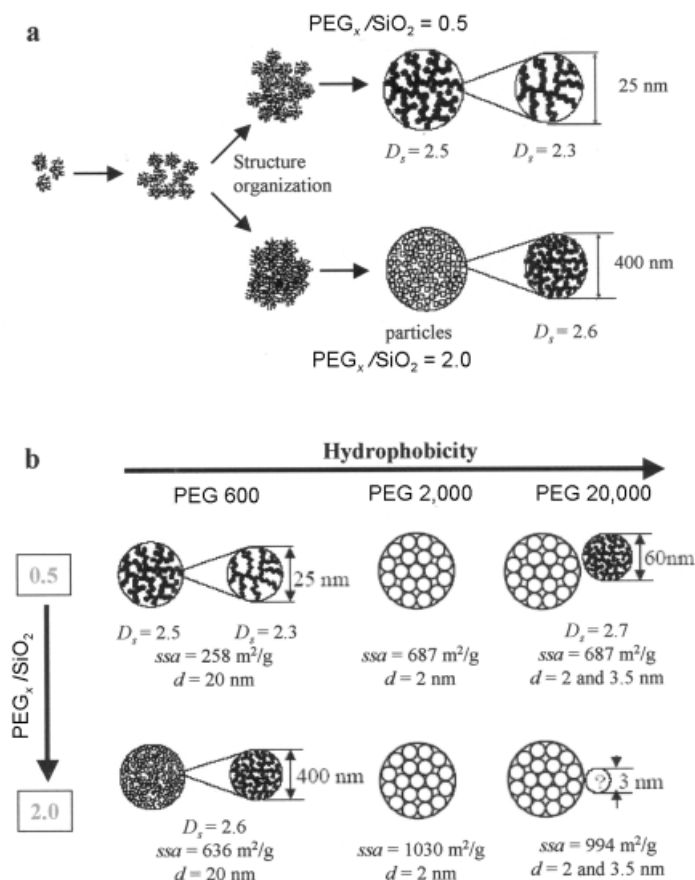 a
PEGx/SiO2 = 0.5
25 nm
Ds = 2.5
Ds = 2.3
Structure
organization
400 nm
particles
Ds = 2.6
PEGx/SiO2 = 2.0
b
Hydrophobicity
PEG 600
PEG 2,000
PEG 20,000
PEGx/SiO2
0.5
25 nm
60nm
Ds = 2.5
Ds = 2.3
Ds = 2.7
ssa = 258 m²/g
ssa = 687 m²/g
ssa = 687 m²/g
d = 20 nm
d = 2 nm
d = 2 and 3.5 nm
2.0
400 nm
?
3 nm
Ds = 2.6
ssa = 636 m²/g
ssa = 1030 m²/g
ssa = 994 m²/g
d = 20 nm
d = 2 nm
d = 2 and 3.5 nm